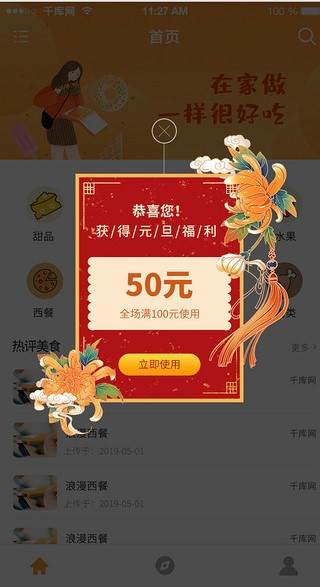 千库网
11:27 AM
100 %
首页
在家做
一样很好吃
恭喜您!
获/得/元/旦/福/利
甜品
水果
50元
全场满100元使用
西餐
类
立即使用
热评美食
更多
千库网
浪漫西餐
千库网
上传于：2019-05-01
浪漫西餐
千库网
上传于：2019-05-01
浪漫西餐
千库网